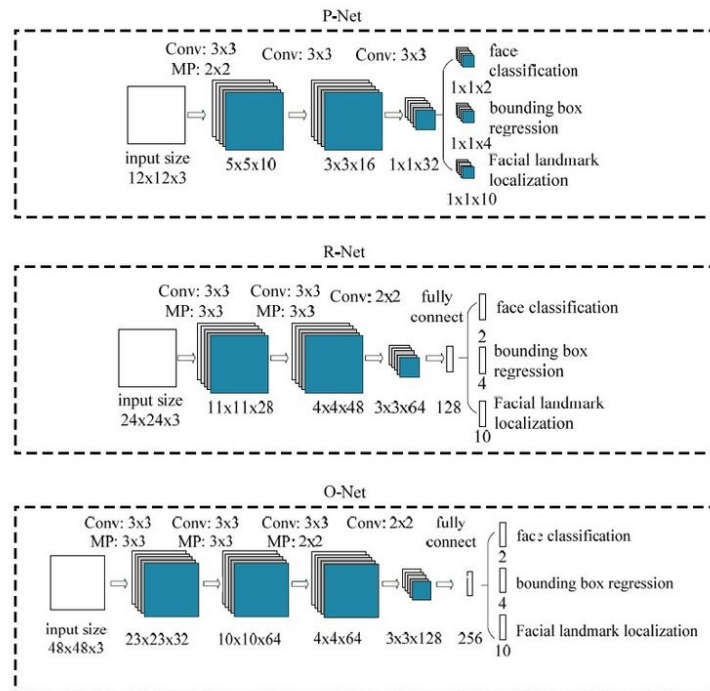 P-Net
Conv: 3x3 Conv: 3x3 Conv: 3x3
MP: 2x2
face
classification
1x1x2
bounding box
regression
1x1x4
Facial landmark
localization
1x1x10
input size
12x12x3
5x5x10 3x3x16 1x1x32
R-Net
Conv: 3x3 Conv: 3x3 Conv: 2x2 fully
MP: 3x3 MP: 3x3 connect
face classification
2
bounding box
regression
4
Facial landmark
localization
10
input size
24x24x3
11x11x28 4x4x48 3x3x64 128
O-Net
Conv: 3x3 Conv: 3x3 Conv: 3x3 Conv: 2x2 fully
MP: 3x3 MP: 3x3 MP: 2x2 connect
face classification
2
bounding box regression
4
Facial landmark localization
10
input size
48x48x3
23x23x32 10x10x64 4x4x64 3x3x128 256